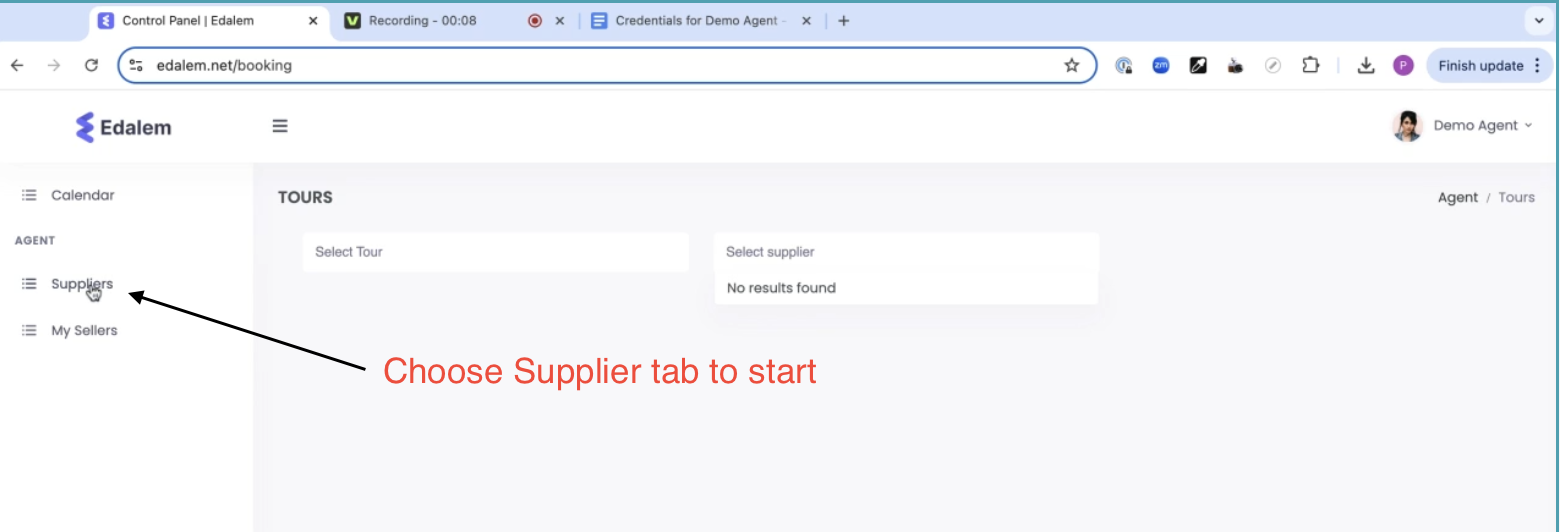 Control Panel | Edalem
Recording - 00:08
Credentials for Demo Agent -
edalem.net/booking
zm
P
Finish update
Edalem
Demo Agent
Calendar
TOURS
Agent / Tours
AGENT
Select Tour
Select supplier
Suppliers
No results found
My Sellers
Choose Supplier tab to start